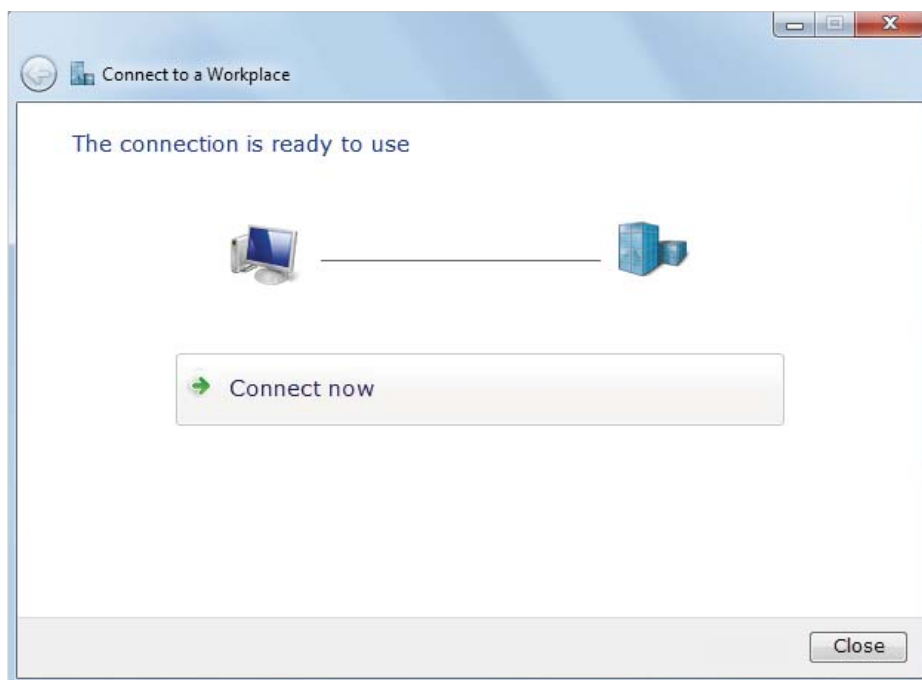 Connect to a Workplace
The connection is ready to use
Connect now
Close